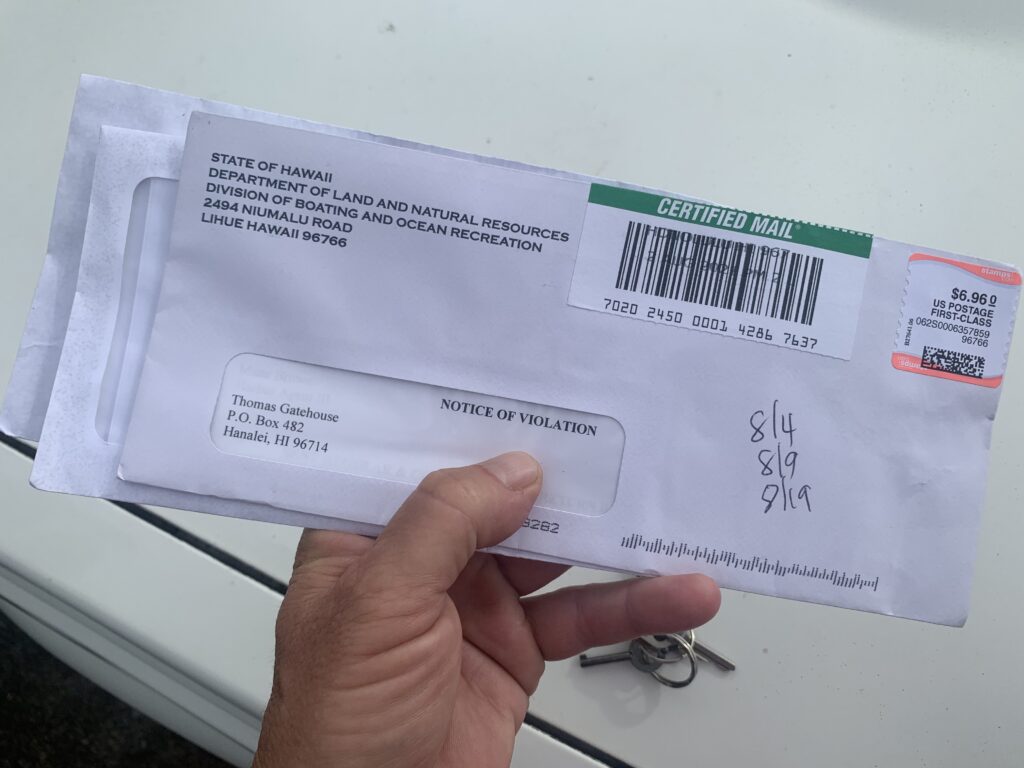 STATE OF HAWAII
DEPARTMENT OF LAND AND NATURAL RESOURCES
DIVISION OF BOATING AND OCEAN RECREATION
2494 NIUMALU ROAD
LIHUE HAWAII 96766
CERTIFIED MAIL
7020 2450 0001 4286 7637
stamps
$6.96⁰
US POSTAGE
FIRST-CLASS
062S0006357859
96766
NOTICE OF VIOLATION
Thomas Gatehouse
P.O. Box 482
Hanalei, HI 96714
8/4
8/9
8/19